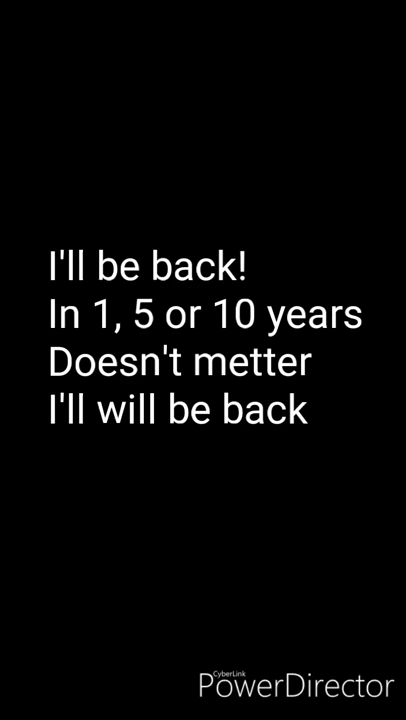 I'll be back!
In 1, 5 or 10 years
Doesn't metter
I'll will be back
CyberLink
PowerDirector